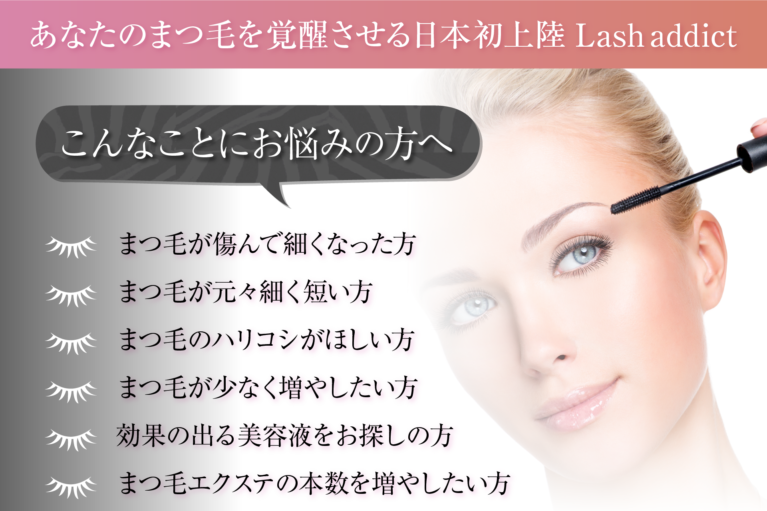 あなたのまつ毛を覚醒させる日本初上陸 Lash addict
こんなことにお悩みの方へ
まつ毛が傷んで細くなった方
まつ毛が元々細く短い方
まつ毛のハリコシがほしい方
まつ毛が少なく増やしたい方
効果の出る美容液をお探しの方
まつ毛エクステの本数を増やしたい方